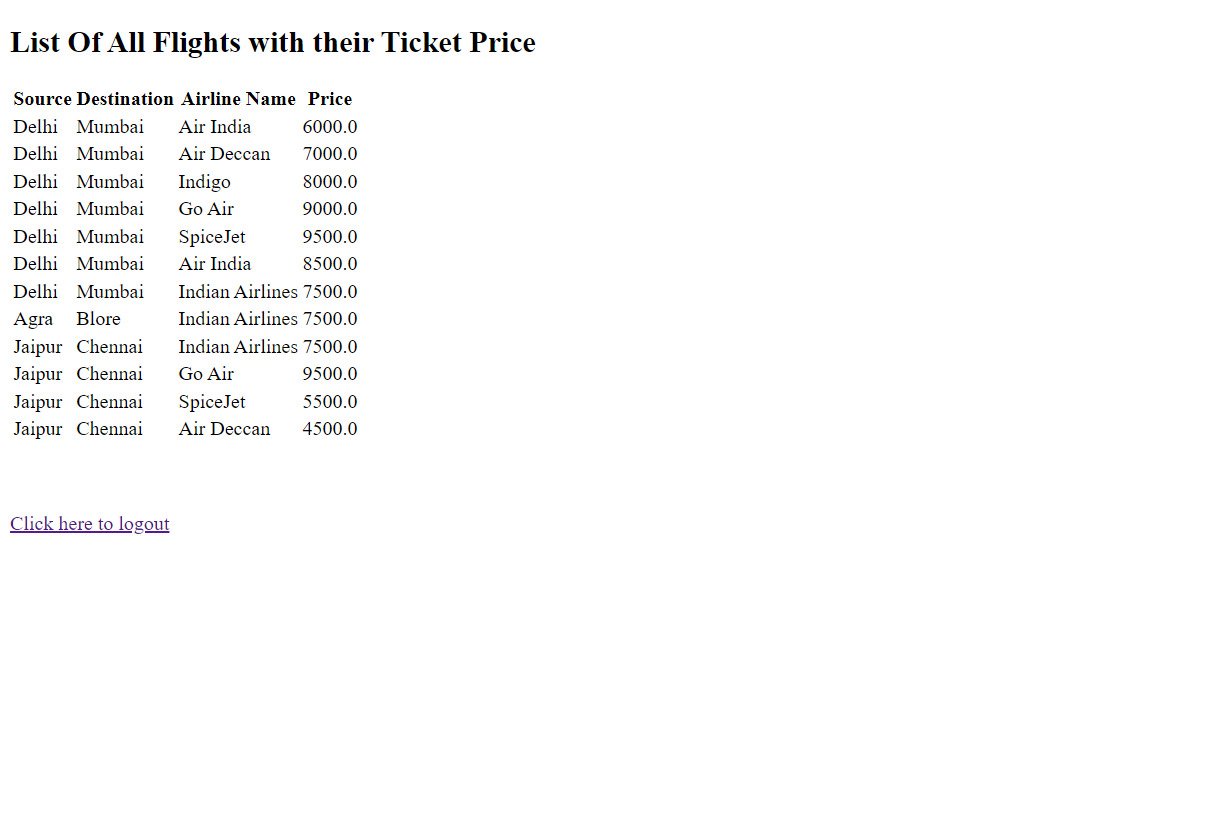 List Of All Flights with their Ticket Price
Source Destination Airline Name Price
Delhi Mumbai Air India 6000.0
Delhi Mumbai Air Deccan 7000.0
Delhi Mumbai Indigo 8000.0
Delhi Mumbai Go Air 9000.0
Delhi Mumbai SpiceJet 9500.0
Delhi Mumbai Air India 8500.0
Delhi Mumbai Indian Airlines 7500.0
Agra Blore Indian Airlines 7500.0
Jaipur Chennai Indian Airlines 7500.0
Jaipur Chennai Go Air 9500.0
Jaipur Chennai SpiceJet 5500.0
Jaipur Chennai Air Deccan 4500.0
Click here to logout